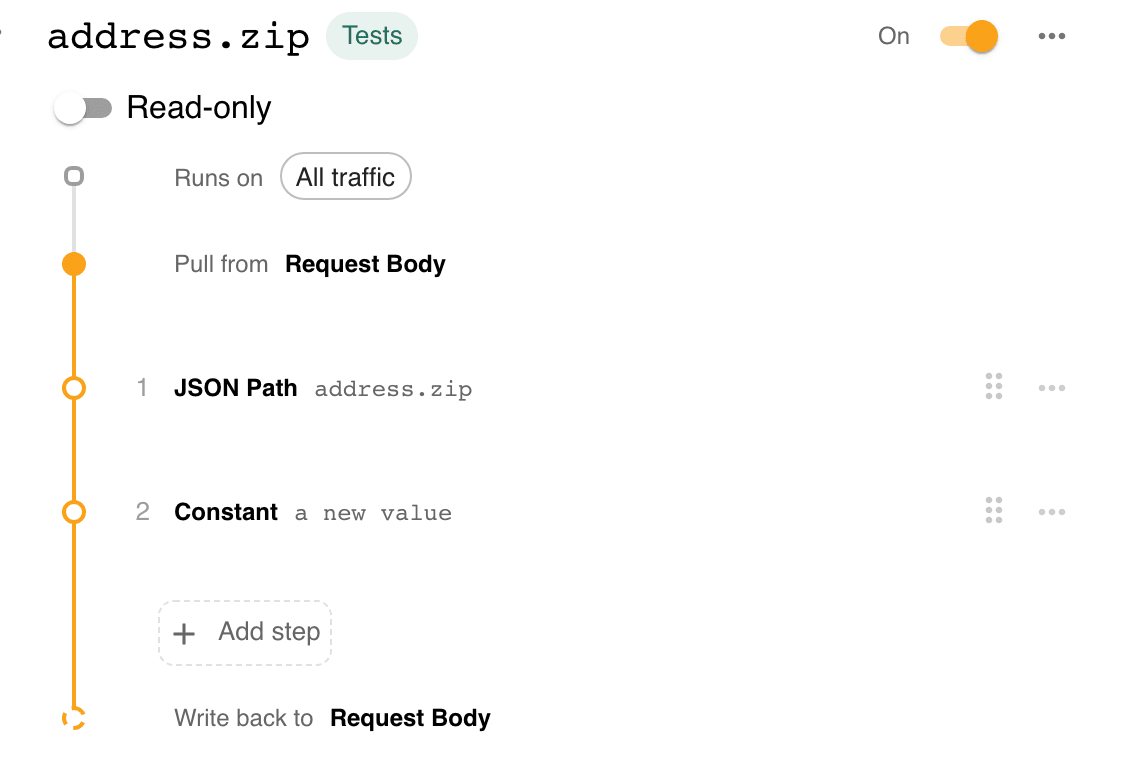 address.zip Tests On
Read-only
Runs on All traffic
Pull from Request Body
1 JSON Path address.zip
2 Constant a new value
+ Add step
Write back to Request Body